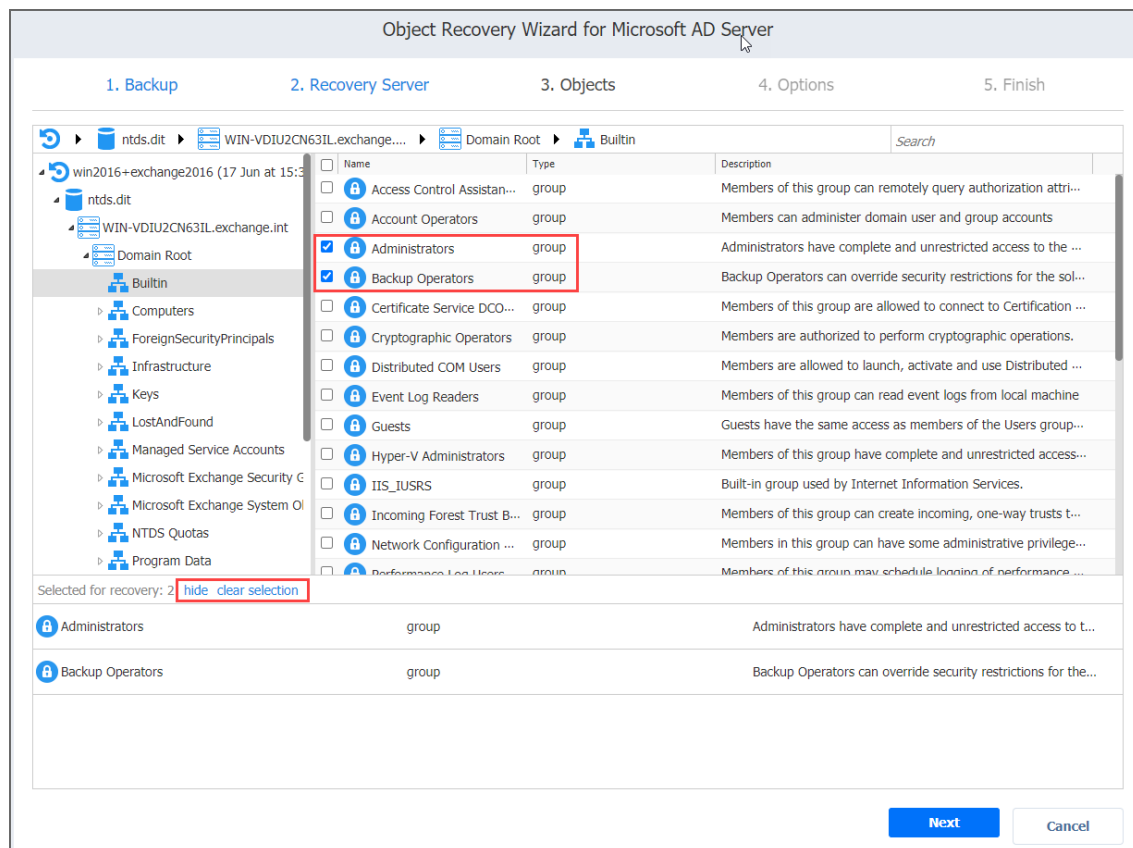 Object Recovery Wizard for Microsoft AD Server
1. Backup 2. Recovery Server 3. Objects 4. Options 5. Finish
ntds.dit WIN-VDIU2CN63IL.exchange.... Domain Root Builtin Search
win2016+exchange2016 (17 Jun at 15:3
ntds.dit
WIN-VDIU2CN63IL.exchange.int
Domain Root
Builtin
Computers
ForeignSecurityPrincipals
Infrastructure
Keys
LostAndFound
Managed Service Accounts
Microsoft Exchange Security G
Microsoft Exchange System Ol
NTDS Quotas
Program Data
Name Type Description
Access Control Assistan... group Members of this group can remotely query authorization attri...
Account Operators group Members can administer domain user and group accounts
Administrators group Administrators have complete and unrestricted access to the ...
Backup Operators group Backup Operators can override security restrictions for the sol...
Certificate Service DCO... group Members of this group are allowed to connect to Certification ...
Cryptographic Operators group Members are authorized to perform cryptographic operations.
Distributed COM Users group Members are allowed to launch, activate and use Distributed ...
Event Log Readers group Members of this group can read event logs from local machine
Guests group Guests have the same access as members of the Users group...
Hyper-V Administrators group Members of this group have complete and unrestricted access...
IIS_IUSRS group Built-in group used by Internet Information Services.
Incoming Forest Trust B... group Members of this group can create incoming, one-way trusts t...
Network Configuration ... group Members in this group can have some administrative privilege...
Performance Log Users group Members of this group may schedule logging of performance ...
Selected for recovery: 2 hide clear selection
Administrators group Administrators have complete and unrestricted access to t...
Backup Operators group Backup Operators can override security restrictions for the...
Next Cancel